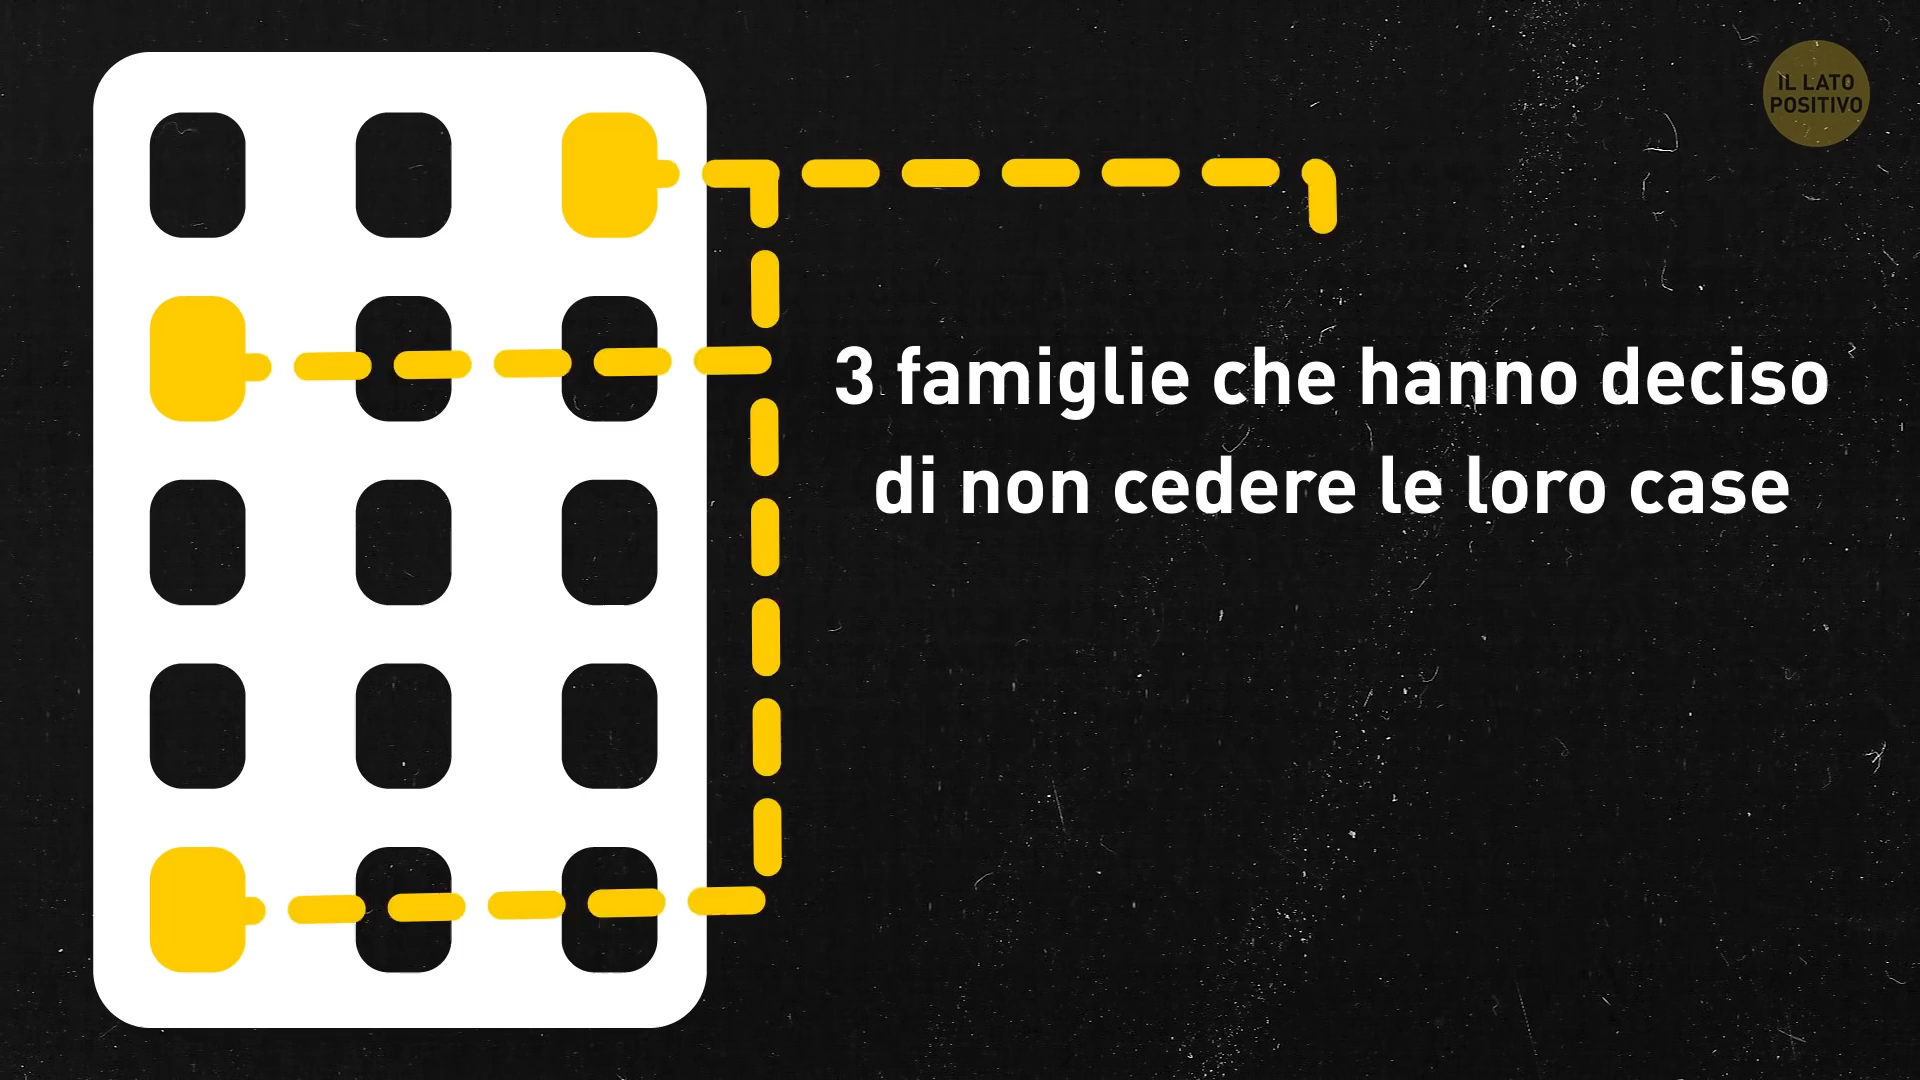 IL LATO
POSITIVO
3 famiglie che hanno deciso
di non cedere le loro case